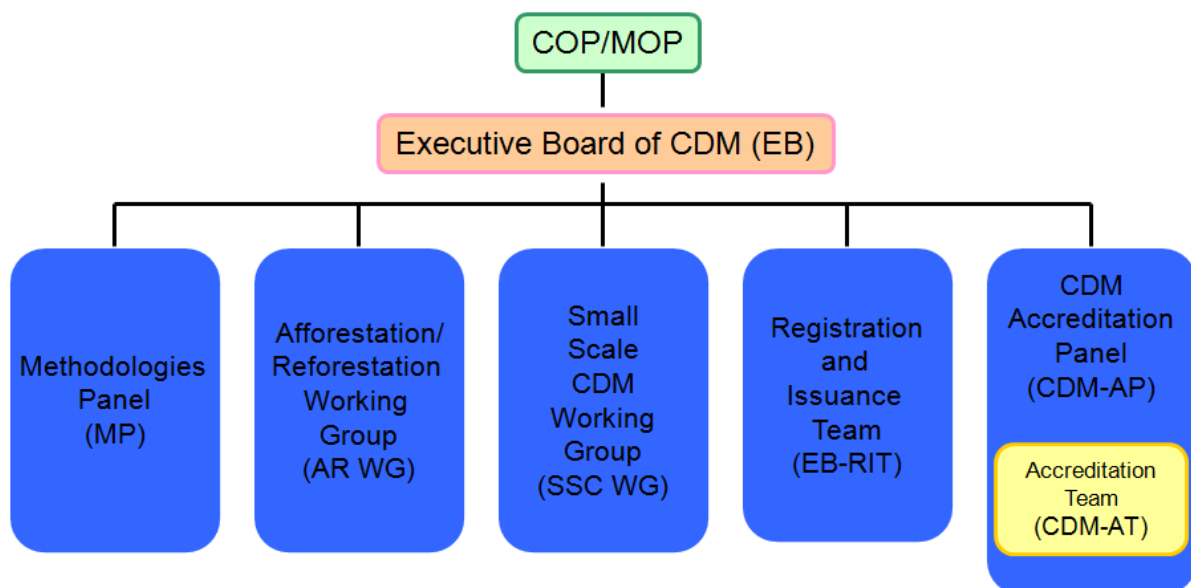 COP/MOP
Executive Board of CDM (EB)
Methodologies
Panel
(MP)
Afforestation/
Reforestation
Working
Group
(AR WG)
Small
Scale
CDM
Working
Group
(SSC WG)
Registration
and
Issuance
Team
(EB-RIT)
CDM
Accreditation
Panel
(CDM-AP)
Accreditation
Team
(CDM-AT)